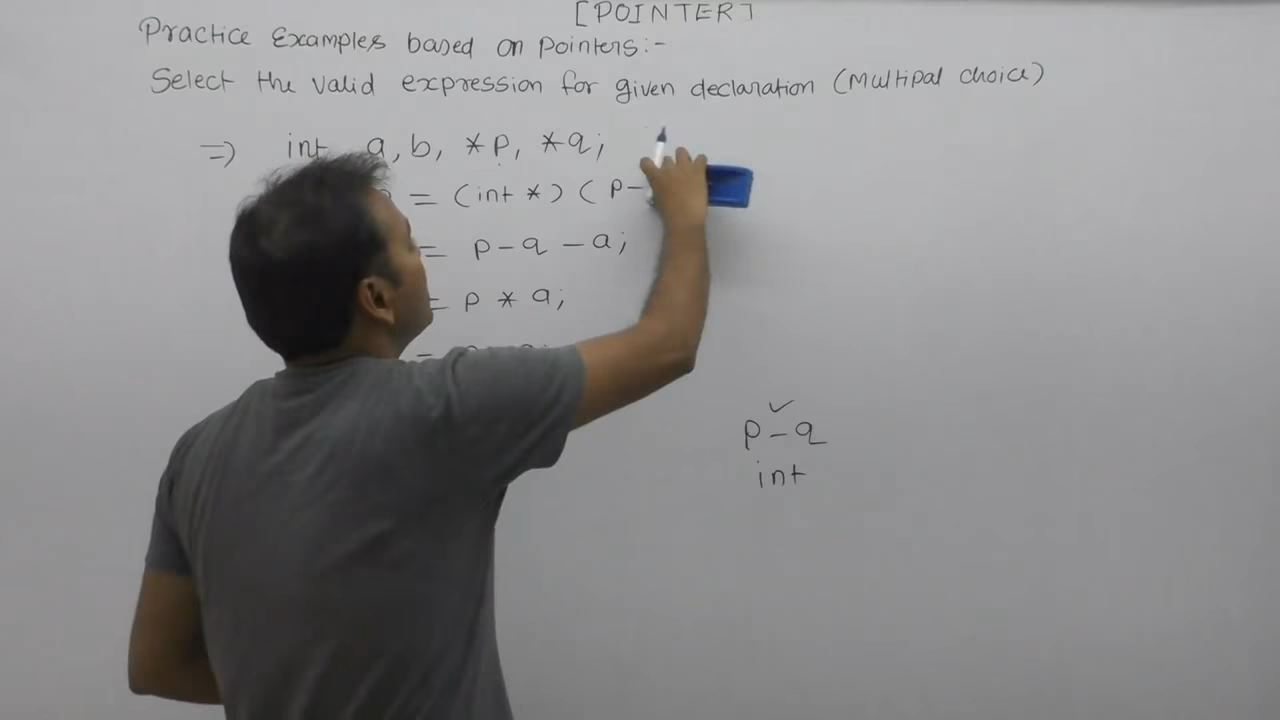 [POINTER]
Practice Examples based on Pointers:-
Select the valid expression for given declaration (Multipal choice)
=> int a, b, *p, *q;
= (int *) ( p-
= p - q - a;
= p * a;
=
p - q ✓
int